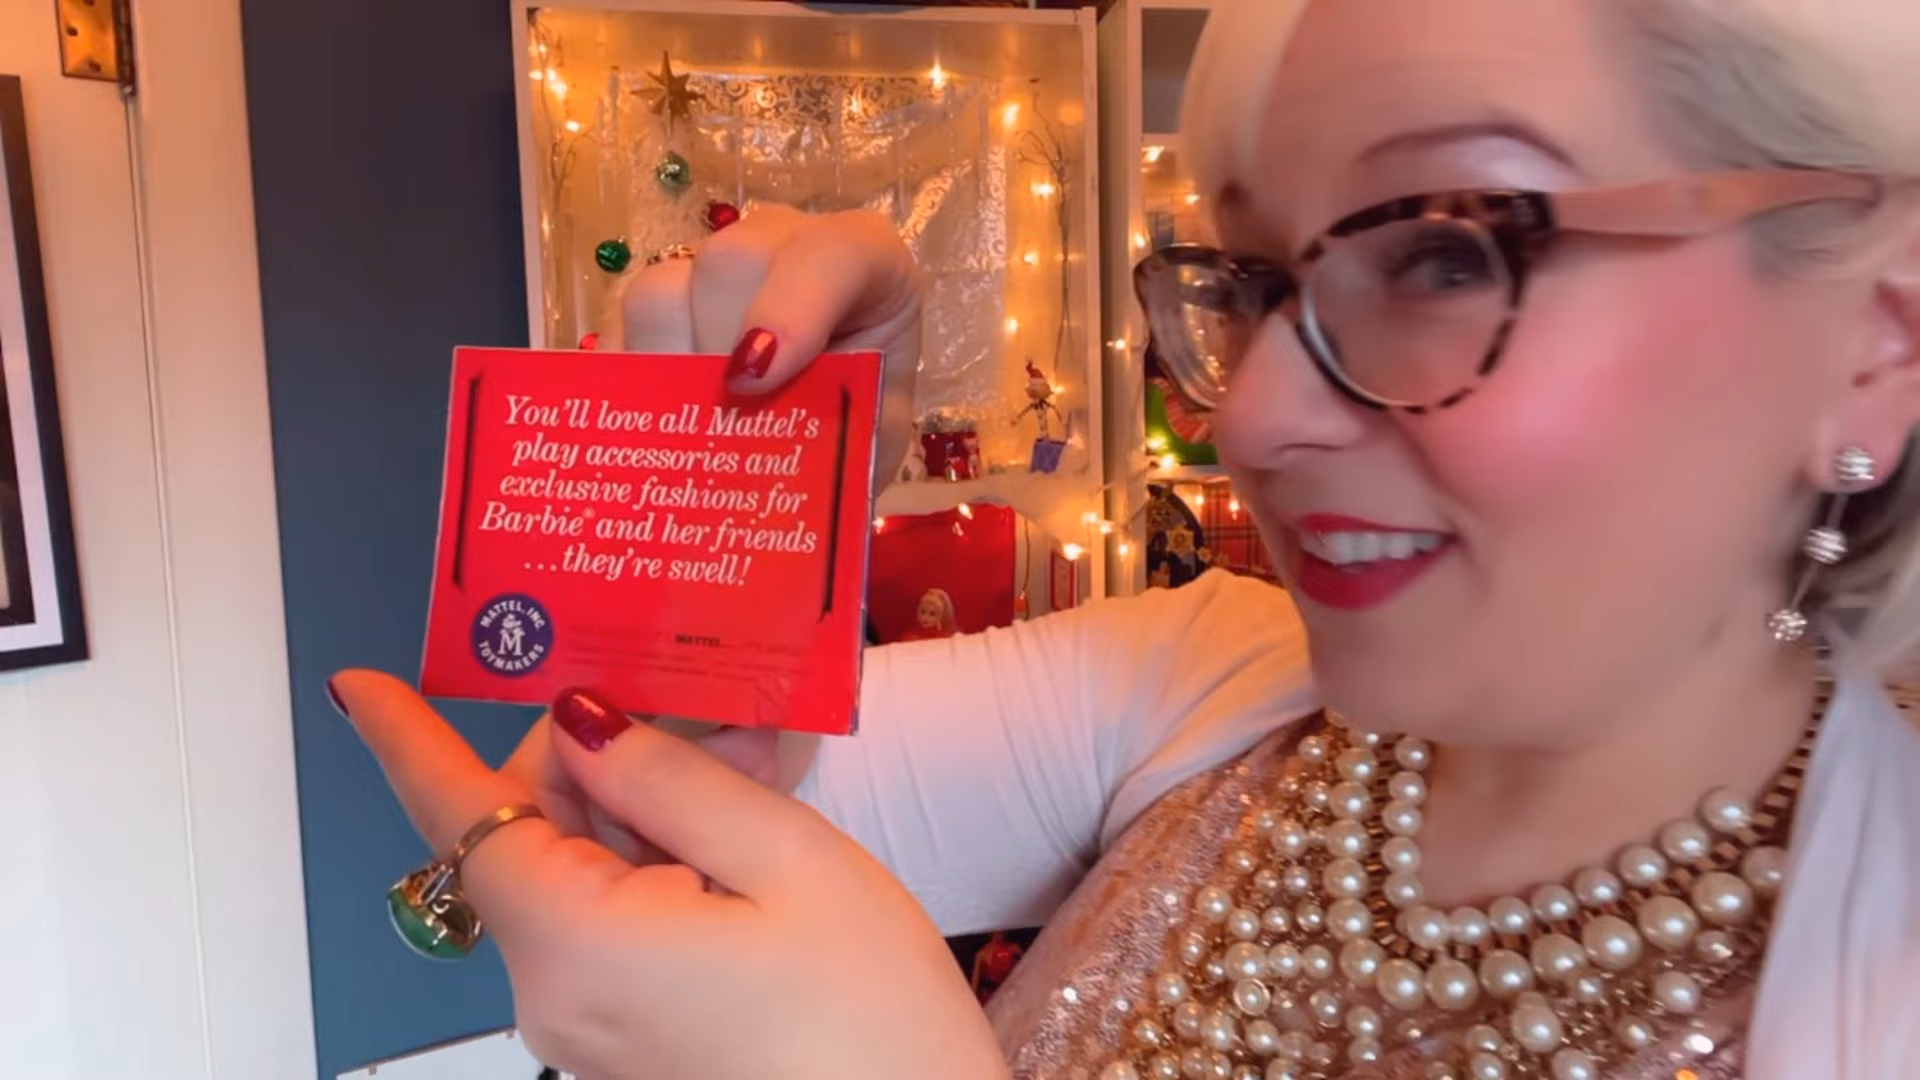 You'll love all Mattel's
play accessories and
exclusive fashions for
Barbie® and her friends
...they're swell!
MATTEL, INC.
M
TOYMAKERS
MATTEL